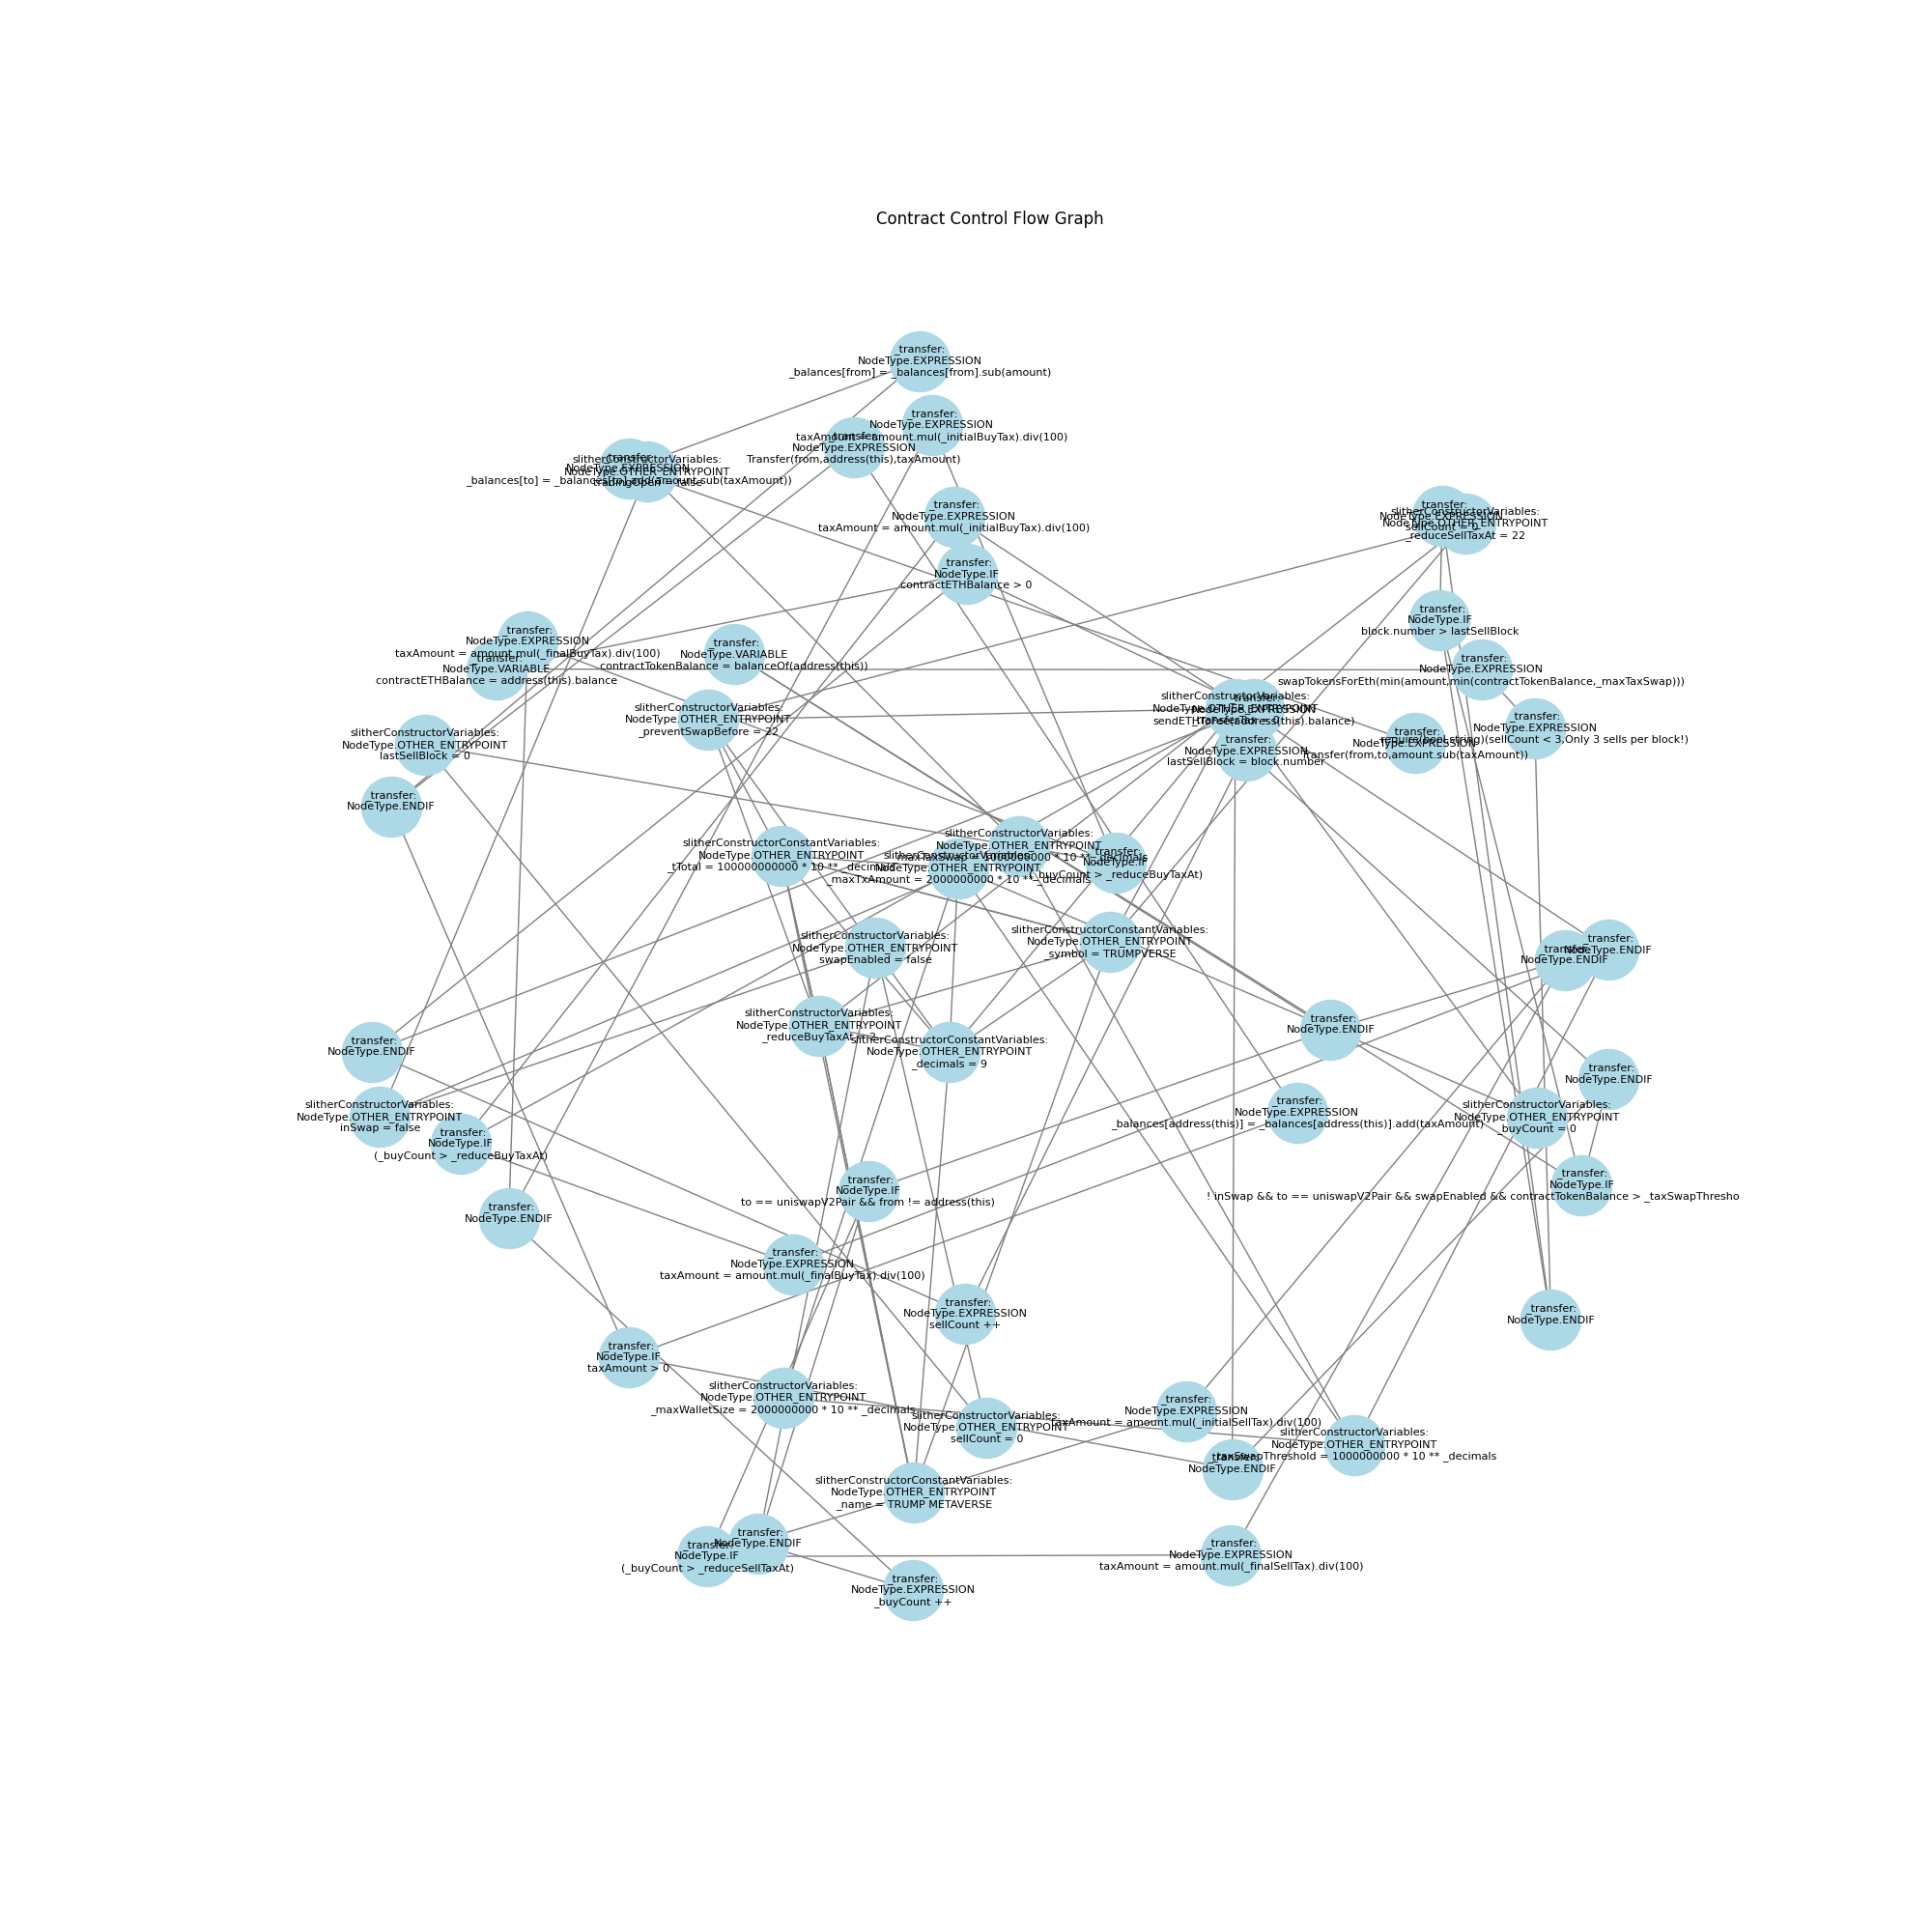 Contract Control Flow Graph
_transfer:
NodeType.EXPRESSION
_balances[from] = _balances[from].sub(amount)
_transfer:
NodeType.EXPRESSION
taxAmount = amount.mul(_initialBuyTax).div(100)
_transfer:
NodeType.EXPRESSION
Transfer(from,address(this),taxAmount)
_transfer:
NodeType.EXPRESSION
_balances[to] = _balances[to].add(amount.sub(taxAmount))
slitherConstructorVariables:
NodeType.OTHER_ENTRYPOINT
tradingOpen = false
_transfer:
NodeType.EXPRESSION
taxAmount = amount.mul(_initialBuyTax).div(100)
_transfer:
NodeType.EXPRESSION
sellCount = 0
slitherConstructorVariables:
NodeType.OTHER_ENTRYPOINT
_reduceSellTaxAt = 22
_transfer:
NodeType.IF
contractETHBalance > 0
_transfer:
NodeType.IF
block.number > lastSellBlock
_transfer:
NodeType.EXPRESSION
taxAmount = amount.mul(_finalBuyTax).div(100)
_transfer:
NodeType.VARIABLE
contractETHBalance = address(this).balance
_transfer:
NodeType.VARIABLE
contractTokenBalance = balanceOf(address(this))
_transfer:
NodeType.EXPRESSION
swapTokensForEth(min(amount,min(contractTokenBalance,_maxTaxSwap)))
slitherConstructorVariables:
NodeType.OTHER_ENTRYPOINT
_preventSwapBefore = 22
slitherConstructorVariables:
NodeType.OTHER_ENTRYPOINT
_transferTax = 0
_transfer:
NodeType.EXPRESSION
sendETHToFee(address(this).balance)
_transfer:
NodeType.EXPRESSION
require(bool,string)(sellCount < 3,Only 3 sells per block!)
_transfer:
NodeType.EXPRESSION
Transfer(from,to,amount.sub(taxAmount))
_transfer:
NodeType.EXPRESSION
lastSellBlock = block.number
slitherConstructorVariables:
NodeType.OTHER_ENTRYPOINT
lastSellBlock = 0
_transfer:
NodeType.ENDIF
slitherConstructorConstantVariables:
NodeType.OTHER_ENTRYPOINT
_tTotal = 100000000000 * 10 ** _decimals
slitherConstructorVariables:
NodeType.OTHER_ENTRYPOINT
_maxTaxSwap = 1000000000 * 10 ** _decimals
slitherConstructorVariables:
NodeType.OTHER_ENTRYPOINT
_maxTxAmount = 2000000000 * 10 ** _decimals
_transfer:
NodeType.IF
(_buyCount > _reduceBuyTaxAt)
slitherConstructorVariables:
NodeType.OTHER_ENTRYPOINT
swapEnabled = false
slitherConstructorConstantVariables:
NodeType.OTHER_ENTRYPOINT
_symbol = TRUMPVERSE
_transfer:
NodeType.ENDIF
_transfer:
NodeType.ENDIF
slitherConstructorVariables:
NodeType.OTHER_ENTRYPOINT
_reduceBuyTaxAt = 2
slitherConstructorConstantVariables:
NodeType.OTHER_ENTRYPOINT
_decimals = 9
_transfer:
NodeType.ENDIF
_transfer:
NodeType.ENDIF
_transfer:
NodeType.ENDIF
slitherConstructorVariables:
NodeType.OTHER_ENTRYPOINT
inSwap = false
_transfer:
NodeType.IF
(_buyCount > _reduceBuyTaxAt)
_transfer:
NodeType.EXPRESSION
_balances[address(this)] = _balances[address(this)].add(taxAmount)
slitherConstructorVariables:
NodeType.OTHER_ENTRYPOINT
_buyCount = 0
_transfer:
NodeType.IF
! inSwap && to == uniswapV2Pair && swapEnabled && contractTokenBalance > _taxSwapThresho
_transfer:
NodeType.IF
to == uniswapV2Pair && from != address(this)
_transfer:
NodeType.ENDIF
_transfer:
NodeType.EXPRESSION
taxAmount = amount.mul(_finalBuyTax).div(100)
_transfer:
NodeType.EXPRESSION
sellCount ++
_transfer:
NodeType.ENDIF
_transfer:
NodeType.IF
taxAmount > 0
slitherConstructorVariables:
NodeType.OTHER_ENTRYPOINT
_maxWalletSize = 2000000000 * 10 ** _decimals
slitherConstructorVariables:
NodeType.OTHER_ENTRYPOINT
sellCount = 0
_transfer:
NodeType.EXPRESSION
taxAmount = amount.mul(_initialSellTax).div(100)
slitherConstructorVariables:
NodeType.OTHER_ENTRYPOINT
_taxSwapThreshold = 1000000000 * 10 ** _decimals
_transfer:
NodeType.ENDIF
slitherConstructorConstantVariables:
NodeType.OTHER_ENTRYPOINT
_name = TRUMP METAVERSE
_transfer:
NodeType.ENDIF
_transfer:
NodeType.IF
(_buyCount > _reduceSellTaxAt)
_transfer:
NodeType.EXPRESSION
taxAmount = amount.mul(_finalSellTax).div(100)
_transfer:
NodeType.EXPRESSION
_buyCount ++